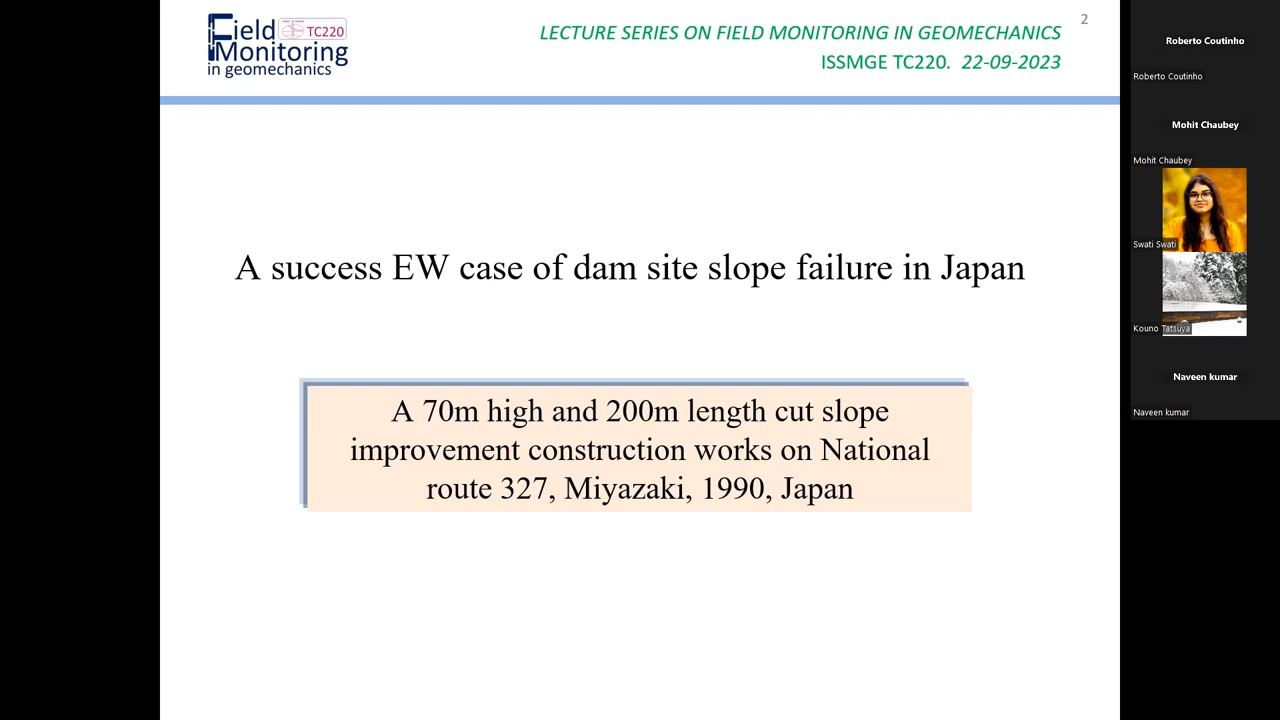 Field TC220
Monitoring
in geomechanics
LECTURE SERIES ON FIELD MONITORING IN GEOMECHANICS
ISSMGE TC220. 22-09-2023
2
A success EW case of dam site slope failure in Japan
A 70m high and 200m length cut slope
improvement construction works on National
route 327, Miyazaki, 1990, Japan
Roberto Coutinho
Roberto Coutinho
Mohit Chaubey
Mohit Chaubey
Swati Swati
Kouno Tatsuya
Naveen kumar
Naveen kumar